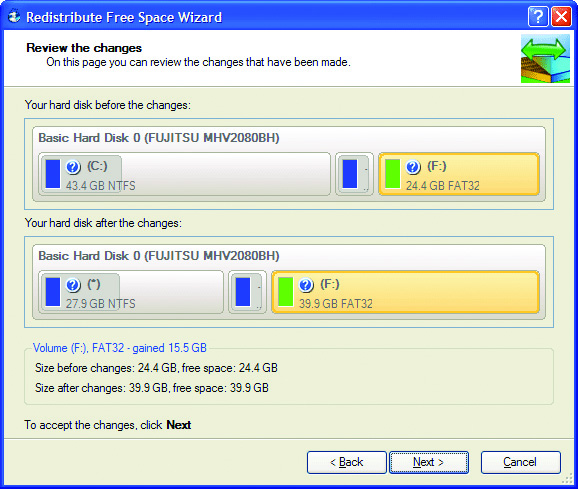 Redistribute Free Space Wizard
Review the changes
On this page you can review the changes that have been made.
Your hard disk before the changes:
Basic Hard Disk 0 (FUJITSU MHV2080BH)
(C:)
43.4 GB NTFS
(F:)
24.4 GB FAT32
Your hard disk after the changes:
Basic Hard Disk 0 (FUJITSU MHV2080BH)
(*)
27.9 GB NTFS
(F:)
39.9 GB FAT32
Volume (F:), FAT32 - gained 15.5 GB
Size before changes: 24.4 GB, free space: 24.4 GB
Size after changes: 39.9 GB, free space: 39.9 GB
To accept the changes, click Next
< Back
Next >
Cancel